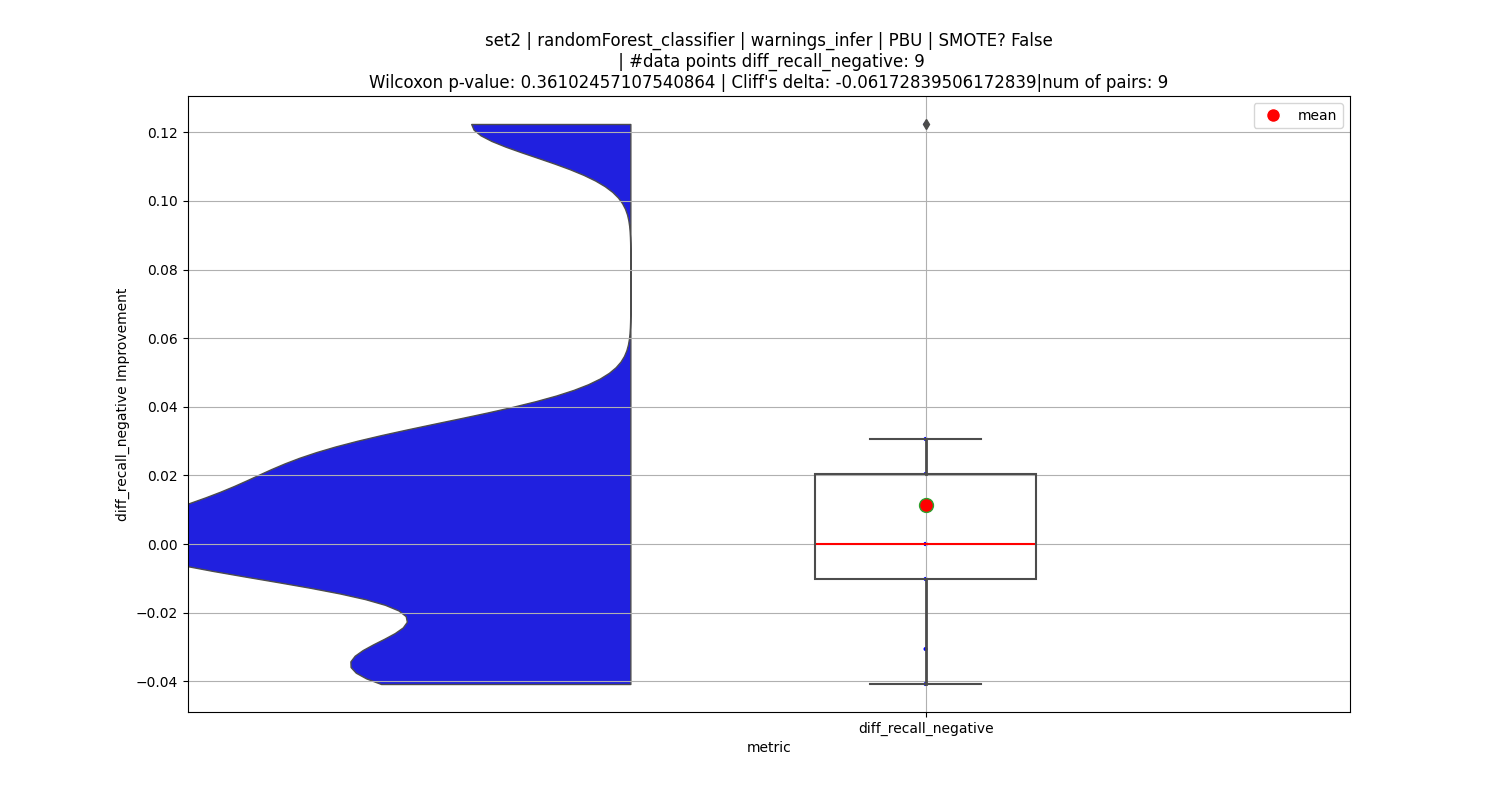 set2 | randomForest_classifier | warnings_infer | PBU | SMOTE? False
| #data points diff_recall_negative: 9
Wilcoxon p-value: 0.36102457107540864 | Cliff's delta: -0.06172839506172839|num of pairs: 9
mean
0.12
0.10
0.08
0.06
0.04
0.02
0.00
−0.02
−0.04
diff_recall_negative Improvement
diff_recall_negative
metric